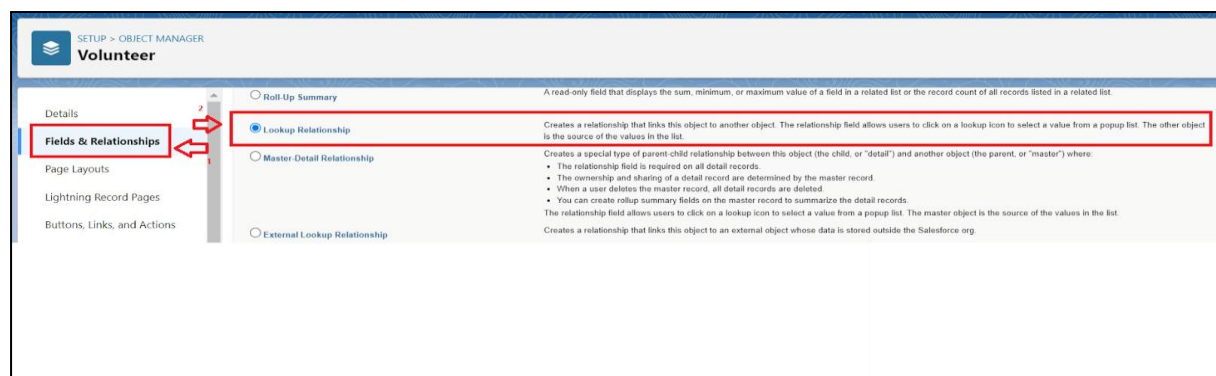 SETUP > OBJECT MANAGER
Volunteer
Details
Fields & Relationships
Page Layouts
Lightning Record Pages
Buttons, Links, and Actions
2
1
Roll-Up Summary
A read-only field that displays the sum, minimum, or maximum value of a field in a related list or the record count of all records listed in a related list.
Lookup Relationship
Creates a relationship that links this object to another object. The relationship field allows users to click on a lookup icon to select a value from a popup list. The other object
is the source of the values in the list.
Master-Detail Relationship
Creates a special type of parent-child relationship between this object (the child, or "detail") and another object (the parent, or "master") where:
• The relationship field is required on all detail records.
• The ownership and sharing of a detail record are determined by the master record.
• When a user deletes the master record, all detail records are deleted.
• You can create rollup summary fields on the master record to summarize the detail records.
The relationship field allows users to click on a lookup icon to select a value from a popup list. The master object is the source of the values in the list.
External Lookup Relationship
Creates a relationship that links this object to an external object whose data is stored outside the Salesforce org.